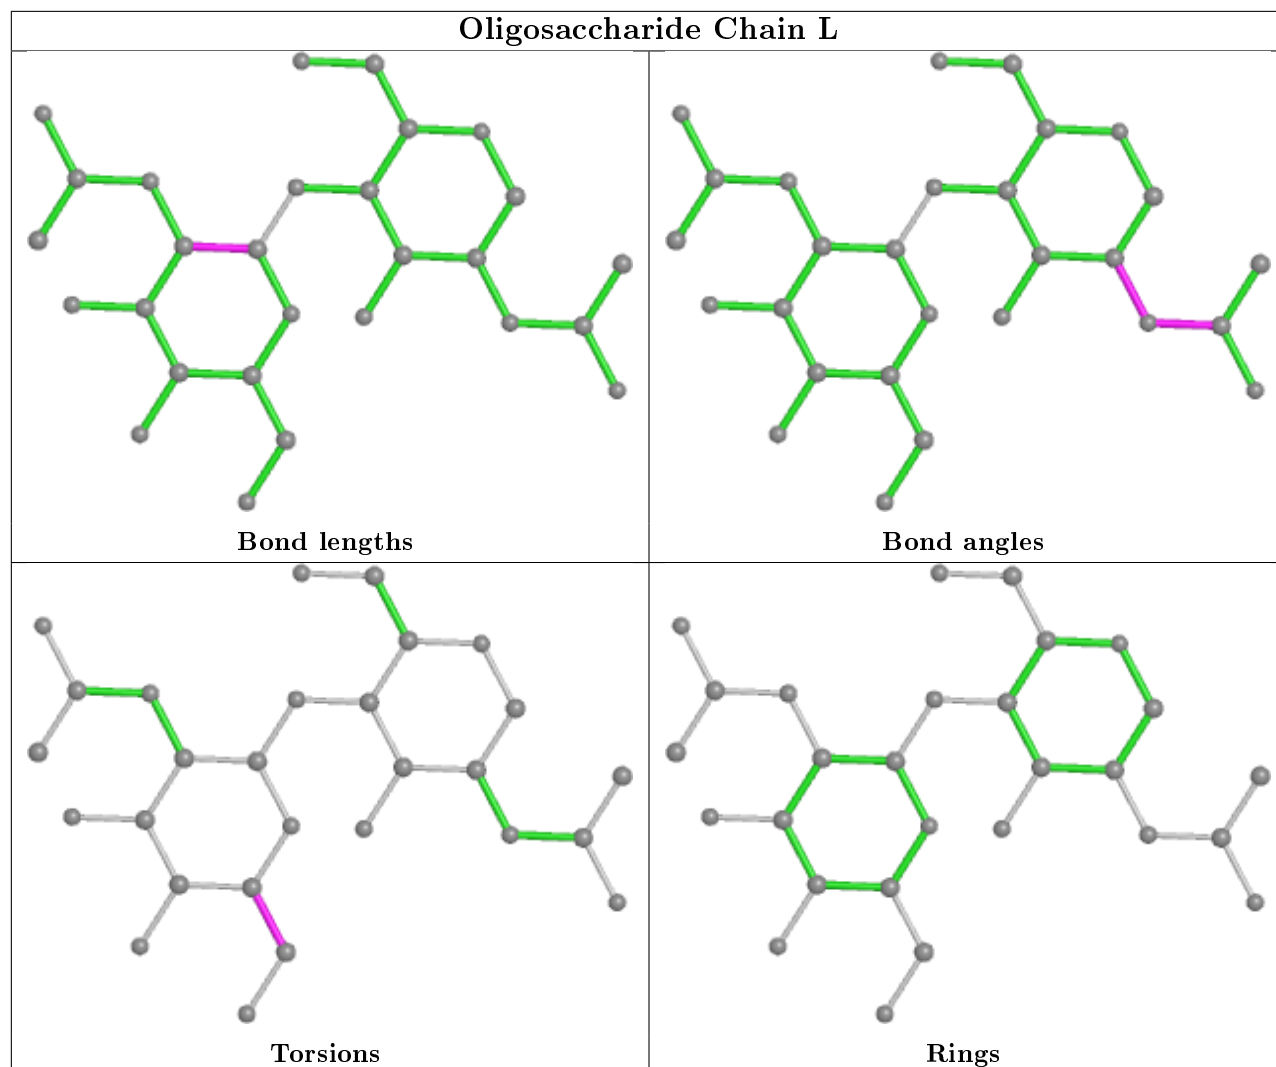 Oligosaccharide Chain L
Bond lengths
Bond angles
Torsions
Rings